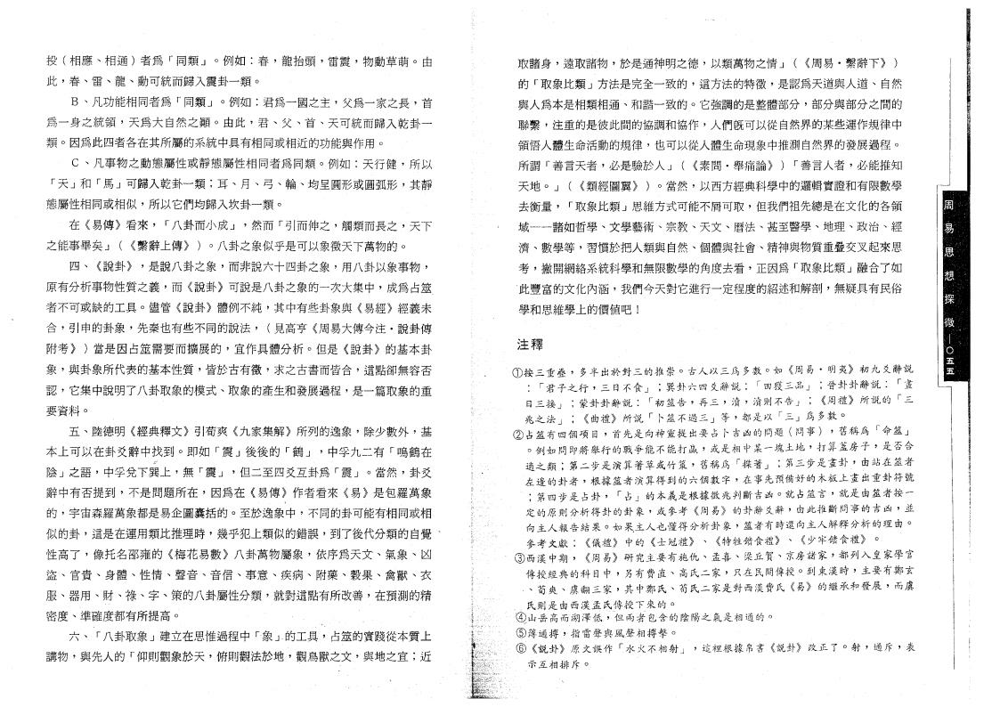 投（相應、相通）者爲「同類」。例如：春，龍抬頭，雷震，物動草萌。由
此，春、雷、龍、動可統而歸入震卦一類。
B、凡功能相同者爲「同類」。例如：君爲一國之主，父爲一家之長，首
爲一身之統領，天爲大自然之顚。由此，君、父、首、天可統而歸入乾卦一
類。因爲此四者各在其所屬的系統中具有相同或相近的功能與作用。
C、凡事物之動態屬性或靜態屬性相同者爲同類。例如：天行健，所以
「天」和「馬」可歸入乾卦一類；耳、月、弓、輪、均呈圓形或圓弧形，其靜
態屬性相同或相似，所以它們均歸入坎卦一類。
在《易傳》看來，「八卦而小成」，然而「引而伸之，觸類而長之，天下
之能事畢矣」（《繫辭上傳》）。八卦之象似乎是可以象徵天下萬物的。
四、《說卦》，是說八卦之象，而非說六十四卦之象，用八卦以象事物，
原有分析事物性質之義，而《說卦》可說是八卦之象的一次大集中，成爲占筮
者不可或缺的工具。儘管《說卦》體例不純，其中有些卦象與《易經》經義未
合，引申的卦象，先秦也有些不同的說法，（見高亨《周易大傳今注·說卦傳
附考》）當是因占筮需要而擴展的，宜作具體分析。但是《說卦》的基本卦
象，與卦象所代表的基本性質，皆於古有徵，求之古書而皆合，這點卻無容否
認，它集中說明了八卦取象的模式、取象的產生和發展過程，是一篇取象的重
要資料。
五、陸德明《經典釋文》引荀爽《九家集解》所列的逸象，除少數外，基
本上可以在卦爻辭中找到。即如「震」後後的「鶴」，中孚九二有「鳴鶴在
陰」之語，中孚兌下巽上，無「震」，但二至四爻互卦爲「震」。當然，卦爻
辭中有否提到，不是問題所在，因爲在《易傳》作者看來《易》是包羅萬象
的，宇宙森羅萬象都是易企圖囊括的。至於逸象中，不同的卦可能有相同或相
似的卦，這是在運用類比推理時，幾乎犯上類似的錯誤，到了後代分類的自覺
性高了，像托名邵雍的《梅花易數》八卦萬物屬象，依序爲天文、氣象、凶
盜、官貴、身體、性情、聲音、音信、事意、疾病、附藥、穀果、禽獸、衣
服、器用、財、祿、字、策的八卦屬性分類，就對這點有所改善，在預測的精
密度、準確度都有所提高。
六、「八卦取象」建立在思惟過程中「象」的工具，占筮的實踐從本質上
講物，與先人的「仰則觀象於天，俯則觀法於地，觀鳥獸之文，與地之宜；近
取諸身，遠取諸物，於是通神明之德，以類萬物之情」（《周易·繫辭下》）
的「取象比類」方法是完全一致的，這方法的特徵，是認爲天道與人道、自然
與人爲本是相類相通、和諧一致的。它強調的是整體部分，部分與部分之間的
聯繫，注重的是彼此間的協調和協作，人們旣可以從自然界的某些運作規律中
領悟人體生命活動的規律，也可以從人體生命現象中推測自然界的發展過程。
所謂「善言天者，必是驗於人」（《素問·舉痛論》）「善言人者，必能推知
天地。」（《類經圖翼》）。當然，以西方經典科學中的邏輯實證和有限數學
去衡量，「取象比類」思維方式可能不屑可取，但我們祖先總是在文化的各領
域──諸如哲學、文學藝術、宗教、天文、曆法、甚至醫學、地理、政治、經
濟、數學等，習慣於把人類與自然、個體與社會、精神與物質重疊交叉起來思
考，撇開網絡系統科學和無限數學的角度去看，正因爲「取象比類」融合了如
此豐富的文化內涵，我們今天對它進行一定程度的紹述和解剖，無疑具有民俗
學和思維學上的價值吧！
注釋
①按三重疊，多半出於對三的推崇。古人以三爲多數。如《周易·明夷》初九爻辭說
：「君子之行，三日不食」；巽卦六四爻辭說：「田獲三品」；晉卦卦辭說：「晝
日三接」；蒙卦卦辭說：「初筮告，再三，瀆，瀆則不告」；《周禮》所說的「三
兆之法」；《曲禮》所說「卜筮不過三」等，都是以「三」爲多數。
②占筮有四個項目，首先是向神靈提出要占卜吉凶的問題（問事），舊稱爲「命筮」
。例如問即將舉行的戰爭能不能打贏，或是相中某一塊土地，打算蓋房子，是否合
適之類；第二步是演算蓍草或竹策，舊稱爲「揲蓍」；第三步是畫卦，由站在筮者
左邊的卦者，根據筮者演算得到的六個數字，在事先預備好的木板上畫出重卦符號
；第四步是占卦，「占」的本義是根據徵兆判斷吉凶。就占筮言，就是由筮者按一
定的原則分析得卦的卦象，或參考《周易》的卦辭爻辭，由此推斷問事的吉凶，並
向主人報告結果。如果主人也懂得分析卦象，筮者有時還向主人解釋分析的理由。
參考文獻：《儀禮》中的《士冠禮》、《特牲饋食禮》、《少牢饋食禮》。
③西漢中期，《周易》研究主要有施仇、孟喜、梁丘賀、京房諸家，都列入皇家學官
傳授經典的科目中，另有費直、高氏二家，只在民間傳授。到東漢時，主要有鄭玄
、荀爽、虞翻三家，其中鄭氏、荀氏二家是對西漢費氏《易》的繼承和發展，而虞
氏則是由西漢孟氏傳授下來的。
④山岳高而湖澤低，但兩者包含的陰陽之氣是相通的。
⑤薄通搏，指雷聲與風聲相搏擊。
⑥《說卦》原文誤作「水火不相射」，這裡根據帛書《說卦》改正了。射，通斥，表
示互相排斥。
周易思想探微─○五五